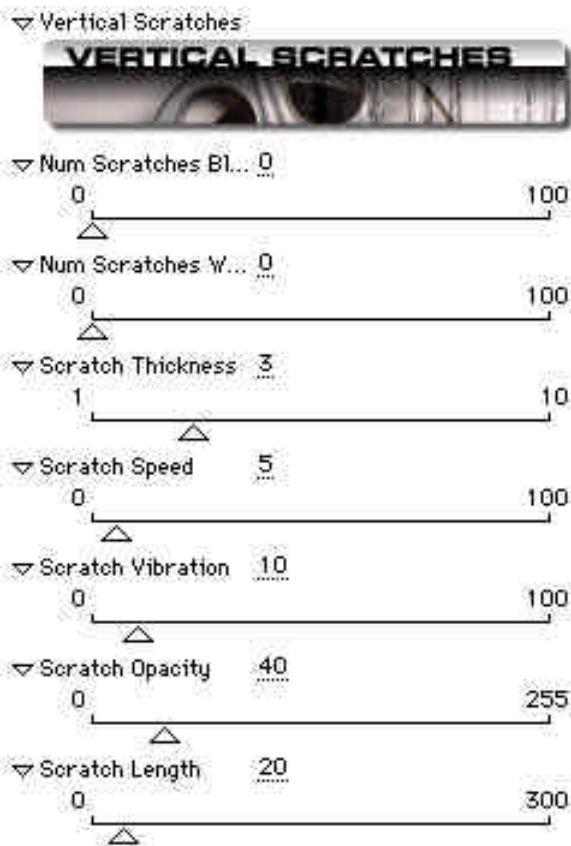 Vertical Scratches
VERTICAL SCRATCHES
Num Scratches Bl... 0
0 100
Num Scratches W... 0
0 100
Scratch Thickness 3
1 10
Scratch Speed 5
0 100
Scratch Vibration 10
0 100
Scratch Opacity 40
0 255
Scratch Length 20
0 300